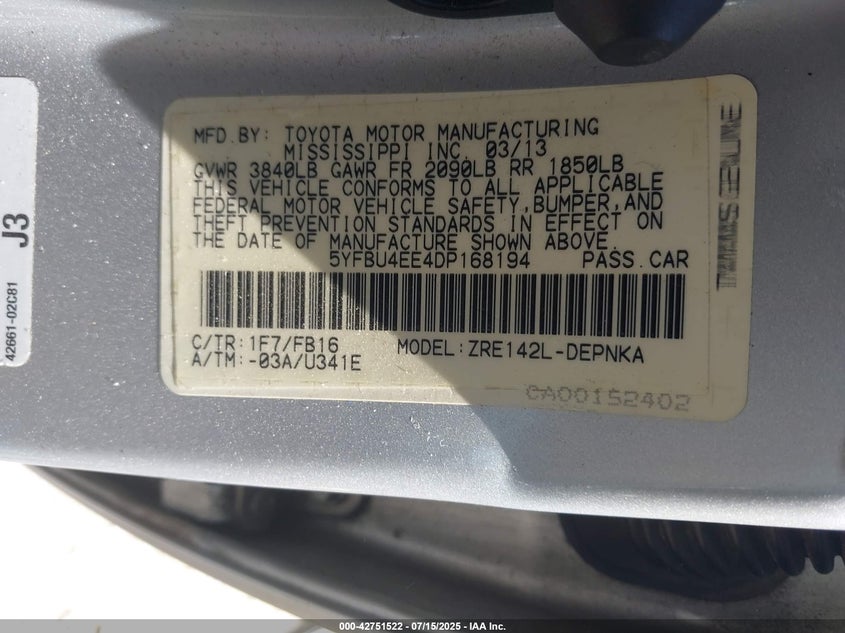 MFD.BY: TOYOTA MOTOR MANUFACTURING
MISSISSIPPI INC. 03/13
GVWR 3840LB GAWR FR 2090LB RR 1850LB
THIS VEHICLE CONFORMS TO ALL APPLICABLE
FEDERAL MOTOR VEHICLE SAFETY,BUMPER,AND
THEFT PREVENTION STANDARDS IN EFFECT ON
THE DATE OF MANUFACTURE SHOWN ABOVE.
5YFBU4EE4DP168194 PASS.CAR
C/TR:1F7/FB16 MODEL:ZRE142L-DEPNKA
A/TM:-03A/U341E
CA00152402
J3
42661-02C81
000-42751522 - 07/15/2025 - IAA Inc.